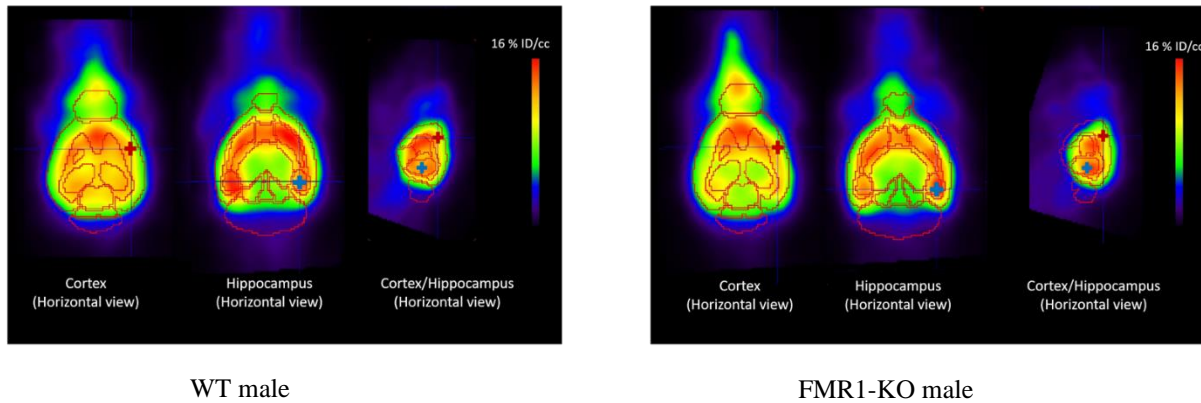 16 % ID/cc
Cortex
(Horizontal view)
Hippocampus
(Horizontal view)
Cortex/Hippocampus
(Horizontal view)
WT male
16 % ID/cc
Cortex
(Horizontal view)
Hippocampus
(Horizontal view)
Cortex/Hippocampus
(Horizontal view)
FMR1-KO male